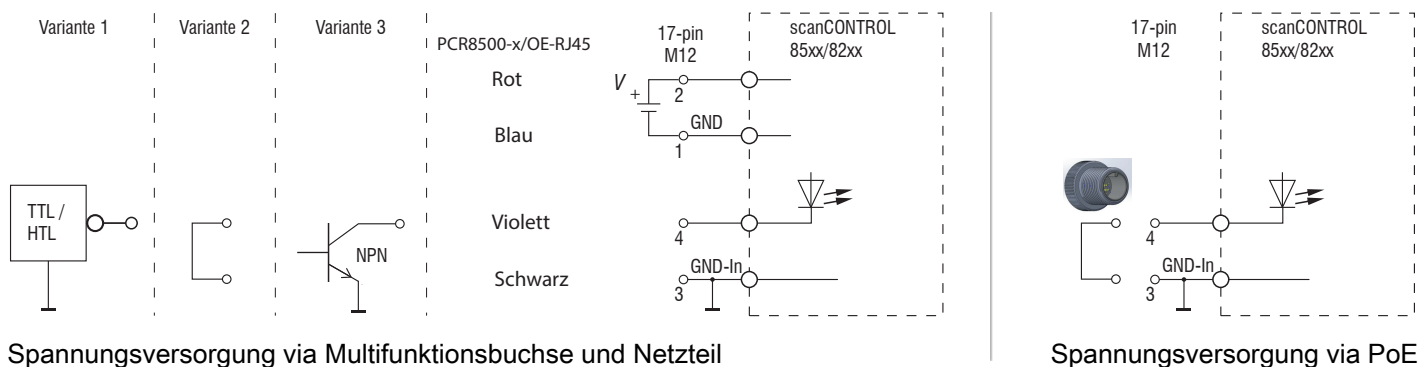 Variante 1
Variante 2
Variante 3
PCR8500-x/OE-RJ45
17-pin
M12
scanCONTROL
85xx/82xx
Rot
V
+
2
Blau
GND
1
TTL /
HTL
NPN
Violett
4
Schwarz
GND-In
3
Spannungsversorgung via Multifunktionsbuchse und Netzteil
17-pin
M12
scanCONTROL
85xx/82xx
4
GND-In
3
Spannungsversorgung via PoE